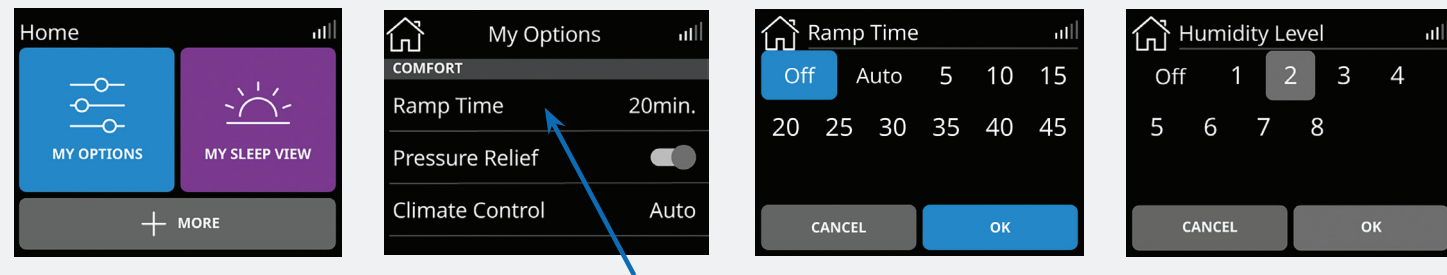 Home
MY OPTIONS
MY SLEEP VIEW
MORE
My Options
COMFORT
Ramp Time 20min.
Pressure Relief
Climate Control Auto
Ramp Time
Off Auto 5 10 15
20 25 30 35 40 45
CANCEL OK
Humidity Level
Off 1 2 3 4
5 6 7 8
CANCEL OK